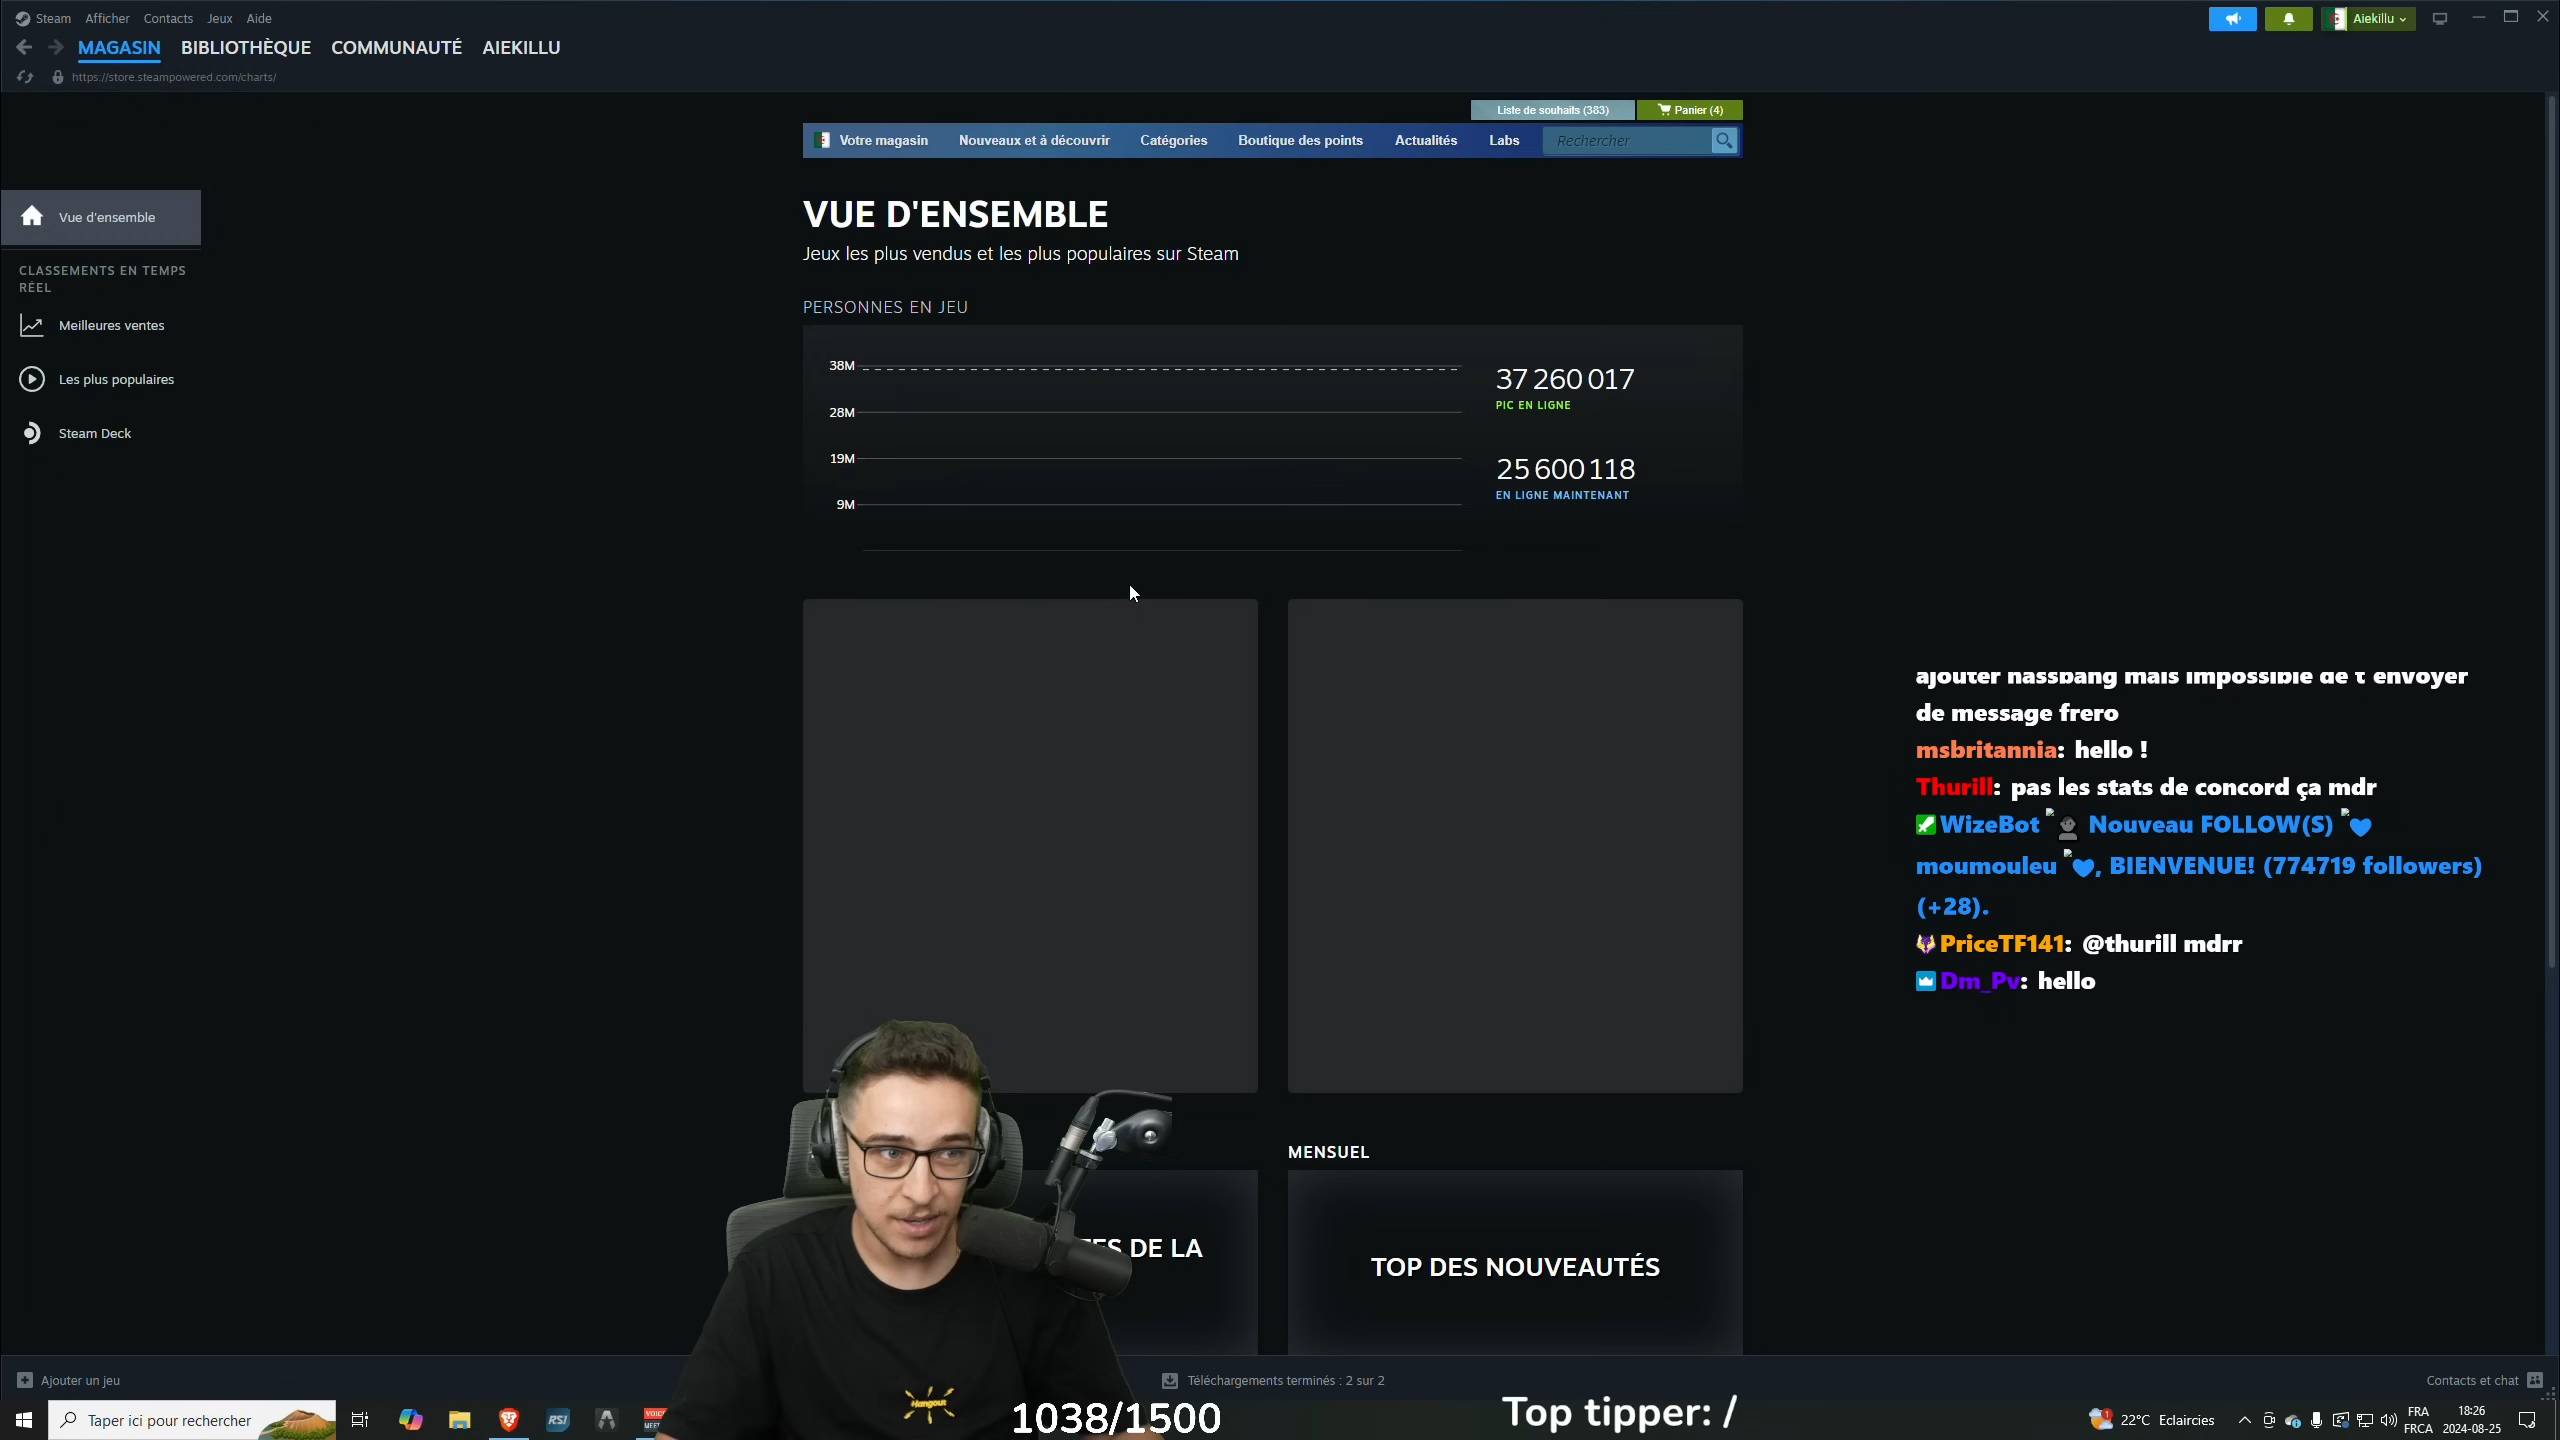 Steam Afficher Contacts Jeux Aide
Aiekillu
MAGASIN BIBLIOTHÈQUE COMMUNAUTÉ AIEKILLU
https://store.steampowered.com/charts/
Liste de souhaits (383) Panier (4)
Votre magasin Nouveaux et à découvrir Catégories Boutique des points Actualités Labs Rechercher
Vue d'ensemble
CLASSEMENTS EN TEMPS
RÉEL
Meilleures ventes
Les plus populaires
Steam Deck
VUE D'ENSEMBLE
Jeux les plus vendus et les plus populaires sur Steam
PERSONNES EN JEU
38M
28M
19M
9M
37 260 017
PIC EN LIGNE
25 600 118
EN LIGNE MAINTENANT
ajouter nassbang mais impossible de t envoyer
de message frero
msbritannia: hello !
Thurill: pas les stats de concord ça mdr
WizeBot Nouveau FOLLOW(S)
moumouleu , BIENVENUE! (774719 followers)
(+28).
PriceTF141: @thurill mdrr
Dm_Pv: hello
MENSUEL
DE LA
TOP DES NOUVEAUTÉS
Hangout
Ajouter un jeu
Téléchargements terminés : 2 sur 2
Contacts et chat
Taper ici pour rechercher
RSI
1038/1500
Top tipper: /
1
22°C Eclaircies
FRA
FRCA
18:26
2024-08-25